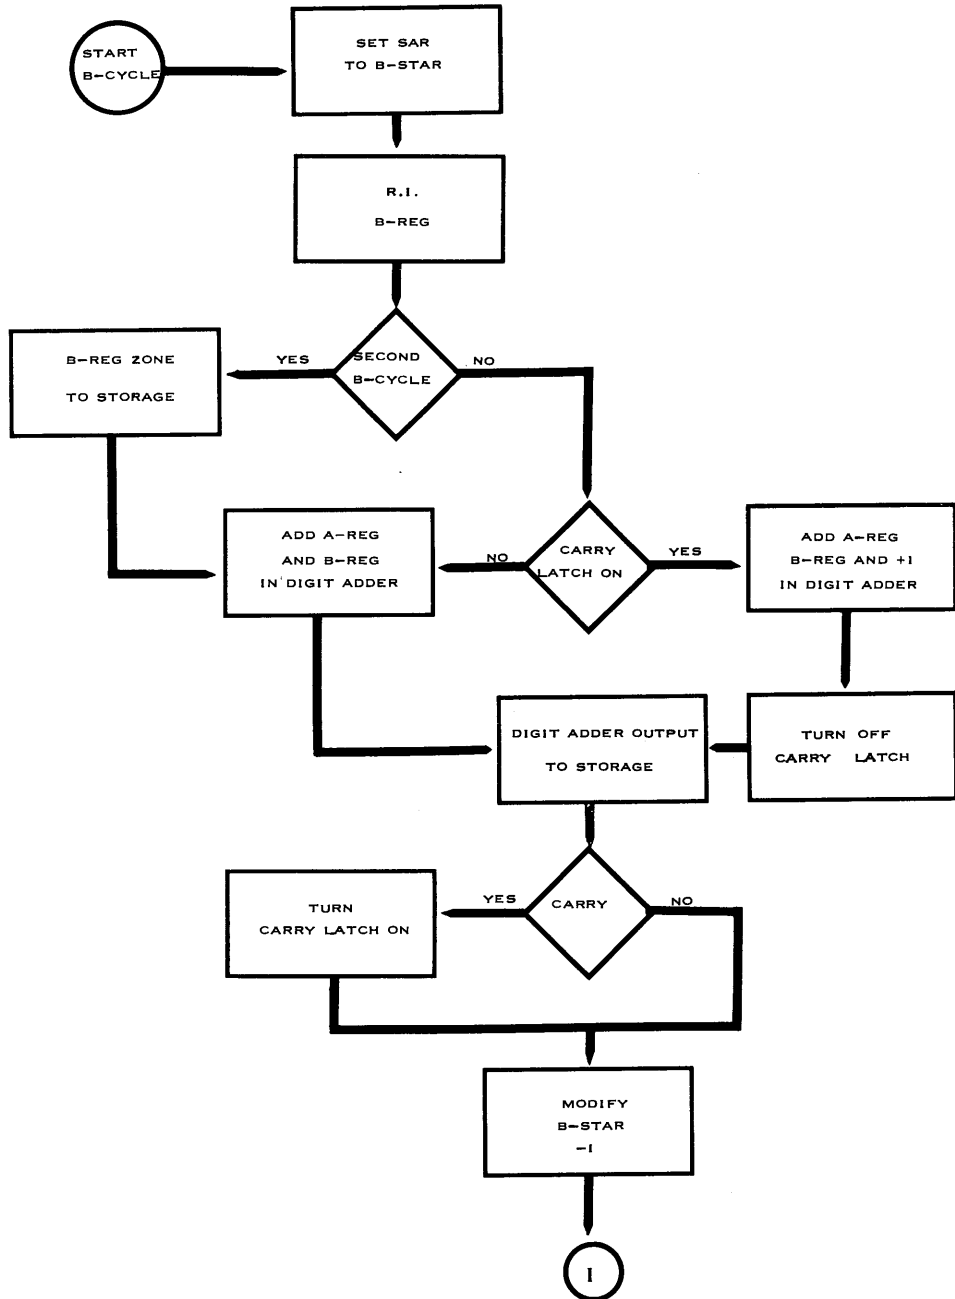 START
B-CYCLE
SET SAR
TO B-STAR
R.I.
B-REG
SECOND
B-CYCLE
YES
NO
B-REG ZONE
TO STORAGE
ADD A-REG
AND B-REG
IN DIGIT ADDER
NO
CARRY
LATCH ON
YES
ADD A-REG
B-REG AND +1
IN DIGIT ADDER
DIGIT ADDER OUTPUT
TO STORAGE
TURN OFF
CARRY LATCH
TURN
CARRY LATCH ON
YES
CARRY
NO
MODIFY
B-STAR
-1
1